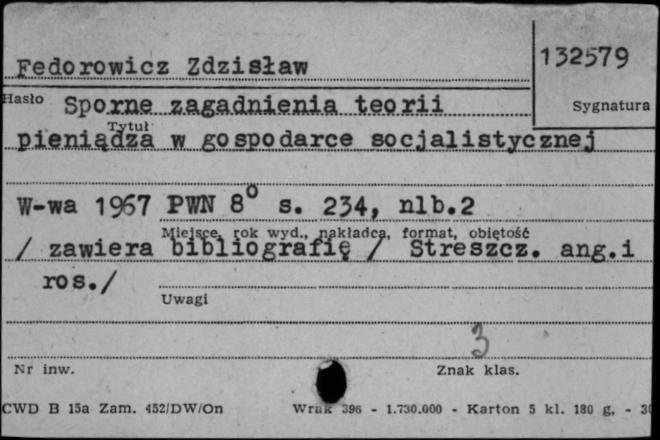 Fedorowicz Zdzisław
132579
Hasło
Sygnatura
Sporne zagadnienia teorii
Tytuł
pieniądza w gospodarce socjalistycznej
W-wa 1967 PWN 8° s. 234, nlb.2
Miejsce, rok wyd., nakładca, format, objętość
/ zawiera bibliografię / Streszcz. ang.i
ros./
Uwagi
3
Nr inw.
Znak klas.
CWD B 15a Zam. 452/DW/On Wrak 396 - 1.730.000 - Karton 5 kl. 180 g. -